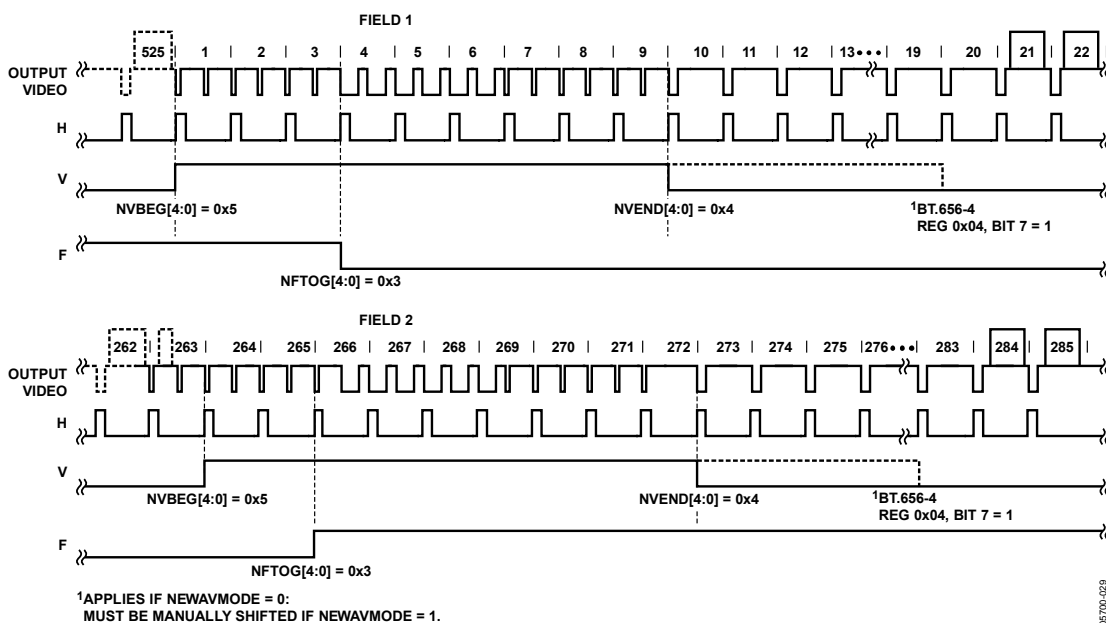 FIELD 1
525 | 1 | 2 | 3 | 4 | 5 | 6 | 7 | 8 | 9 | 10 | 11 | 12 | 13••• | 19 | 20 | 21 | 22
OUTPUT
VIDEO
H
V
NVBEG[4:0] = 0x5
NVEND[4:0] = 0x4
1BT.656-4
REG 0x04, BIT 7 = 1
F
NFTOG[4:0] = 0x3
FIELD 2
262 | 263 | 264 | 265 | 266 | 267 | 268 | 269 | 270 | 271 | 272 | 273 | 274 | 275 | 276••• | 283 | 284 | 285 |
OUTPUT
VIDEO
H
V
NVBEG[4:0] = 0x5
NVEND[4:0] = 0x4
1BT.656-4
REG 0x04, BIT 7 = 1
F
NFTOG[4:0] = 0x3
1APPLIES IF NEWAVMODE = 0:
MUST BE MANUALLY SHIFTED IF NEWAVMODE = 1.
05700-029